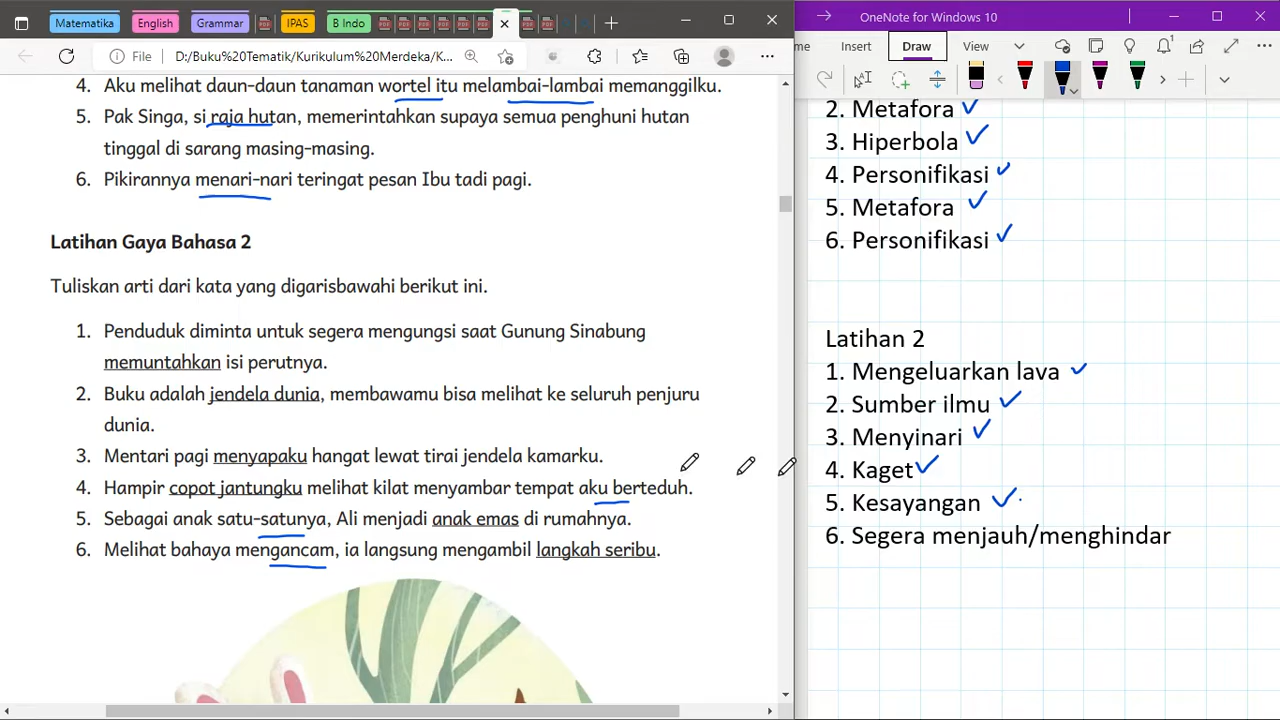 Matematika English Grammar IPAS B Indo
File D:/Buku%20Tematik/Kurikulum%20Merdeka/K...
4. Aku melihat daun-daun tanaman wortel itu melambai-lambai memanggilku.
5. Pak Singa, si raja hutan, memerintahkan supaya semua penghuni hutan
tinggal di sarang masing-masing.
6. Pikirannya menari-nari teringat pesan Ibu tadi pagi.
Latihan Gaya Bahasa 2
Tuliskan arti dari kata yang digarisbawahi berikut ini.
1. Penduduk diminta untuk segera mengungsi saat Gunung Sinabung
memuntahkan isi perutnya.
2. Buku adalah jendela dunia, membawamu bisa melihat ke seluruh penjuru
dunia.
3. Mentari pagi menyapaku hangat lewat tirai jendela kamarku.
4. Hampir copot jantungku melihat kilat menyambar tempat aku berteduh.
5. Sebagai anak satu-satunya, Ali menjadi anak emas di rumahnya.
6. Melihat bahaya mengancam, ia langsung mengambil langkah seribu.
OneNote for Windows 10
me Insert Draw View
2. Metafora
3. Hiperbola
4. Personifikasi
5. Metafora
6. Personifikasi
Latihan 2
1. Mengeluarkan lava
2. Sumber ilmu
3. Menyinari
4. Kaget
5. Kesayangan
6. Segera menjauh/menghindar